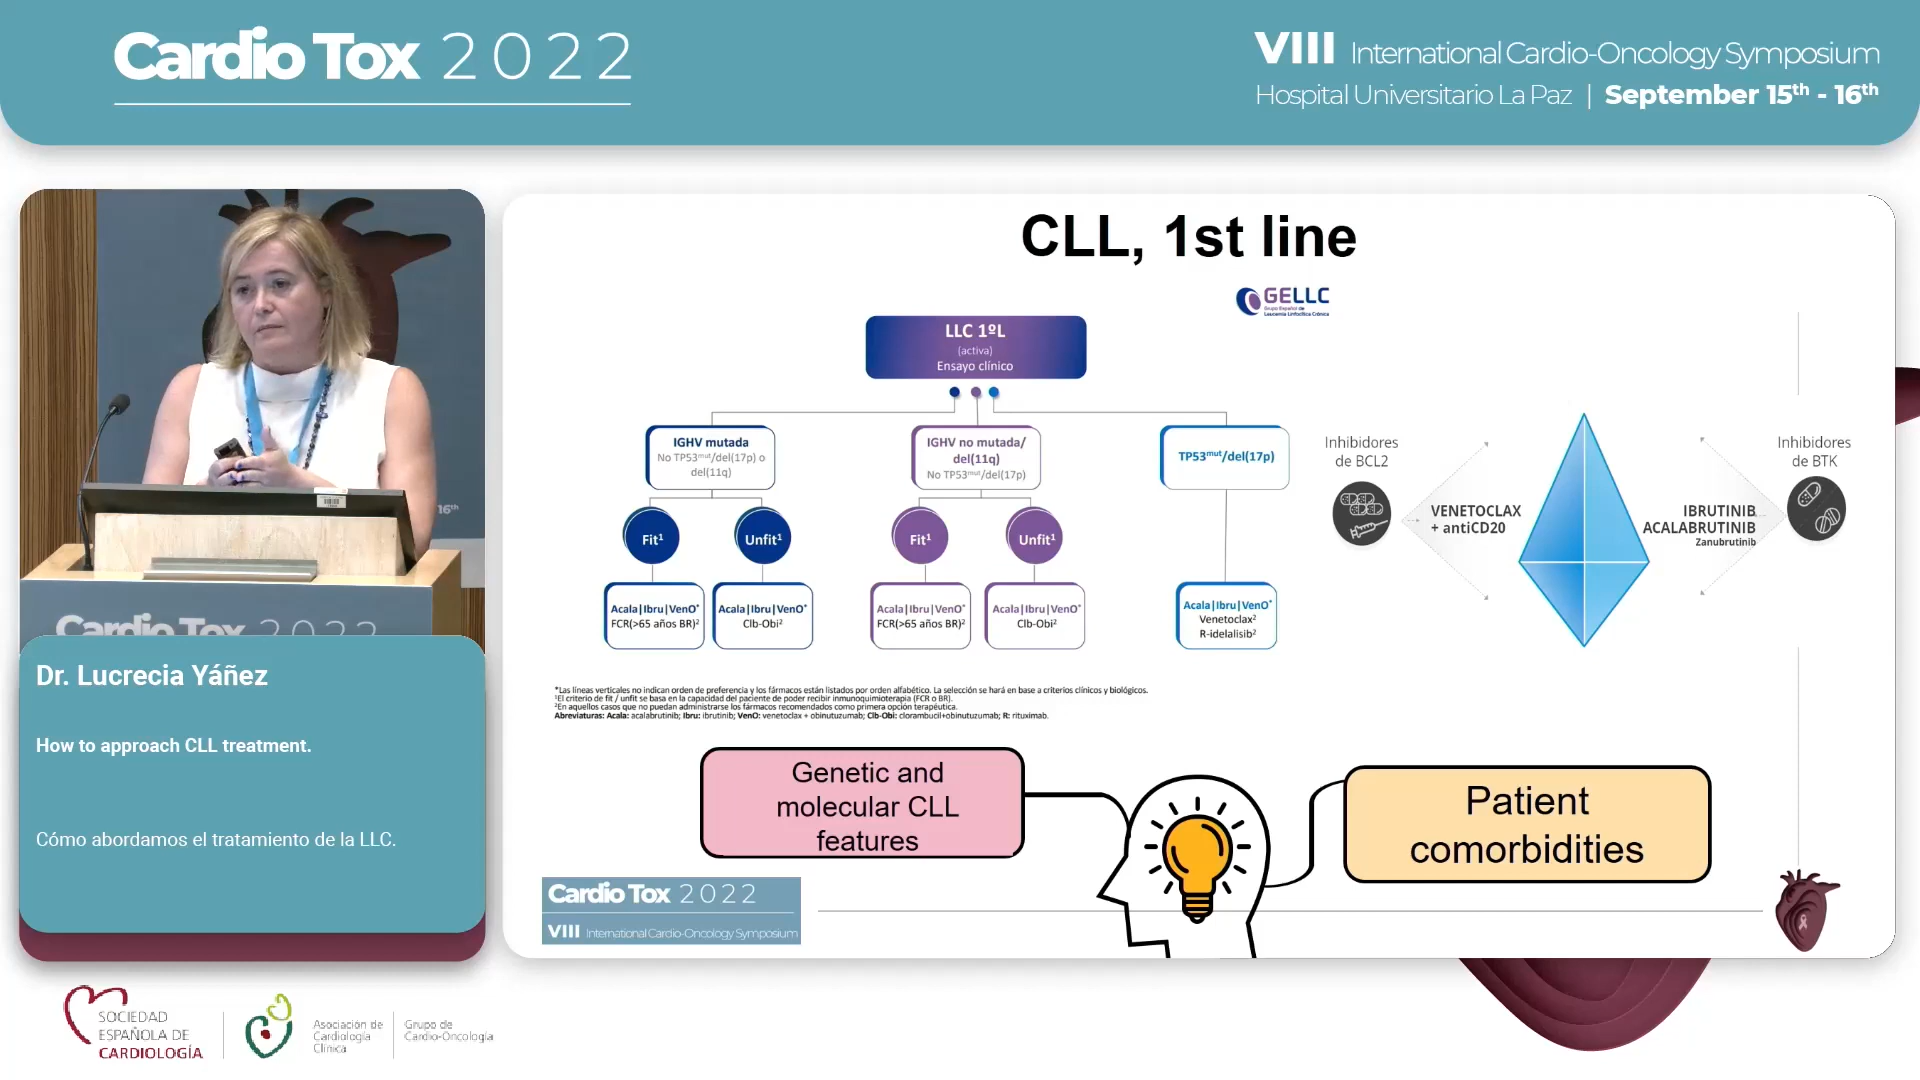 Cardio Tox 2022
VIII International Cardio-Oncology Symposium
Hospital Universitario La Paz | September 15th - 16th
16th
Cardio Tox 2022
Dr. Lucrecia Yáñez
How to approach CLL treatment.
Cómo abordamos el tratamiento de la LLC.
CLL, 1st line
GELLC
Grupo Español de
Leucemia Linfocítica Crónica
LLC 1ºL
(activa)
Ensayo clínico
IGHV mutada
No TP53mut/del(17p) o
del(11q)
IGHV no mutada/
del(11q)
No TP53mut/del(17p)
TP53mut/del(17p)
Fit1
Unfit1
Fit1
Unfit1
Acala|Ibru|VenO*
FCR(>65 años BR)2
Acala|Ibru|VenO*
Clb-Obi2
Acala|Ibru|VenO*
FCR(>65 años BR)2
Acala|Ibru|VenO*
Clb-Obi2
Acala|Ibru|VenO*
Venetoclax2
R-idelalisib2
Inhibidores
de BCL2
VENETOCLAX
+ antiCD20
Inhibidores
de BTK
IBRUTINIB
ACALABRUTINIB
Zanubrutinib
*Las líneas verticales no indican orden de preferencia y los fármacos están listados por orden alfabético. La selección se hará en base a criterios clínicos y biológicos.
1El criterio de fit / unfit se basa en la capacidad del paciente de poder recibir inmunoquimioterapia (FCR o BR).
2En aquellos casos que no puedan administrarse los fármacos recomendados como primera opción terapéutica.
Abreviaturas: Acala: acalabrutinib; Ibru: ibrutinib; VenO: venetoclax + obinutuzumab; Clb-Obi: clorambucil+obinutuzumab; R: rituximab.
Genetic and
molecular CLL
features
Patient
comorbidities
Cardio Tox 2022
VIII International Cardio-Oncology Symposium
SOCIEDAD
ESPAÑOLA DE
CARDIOLOGÍA
Asociación de
Cardiología
Clínica
Grupo de
Cardio-Oncología